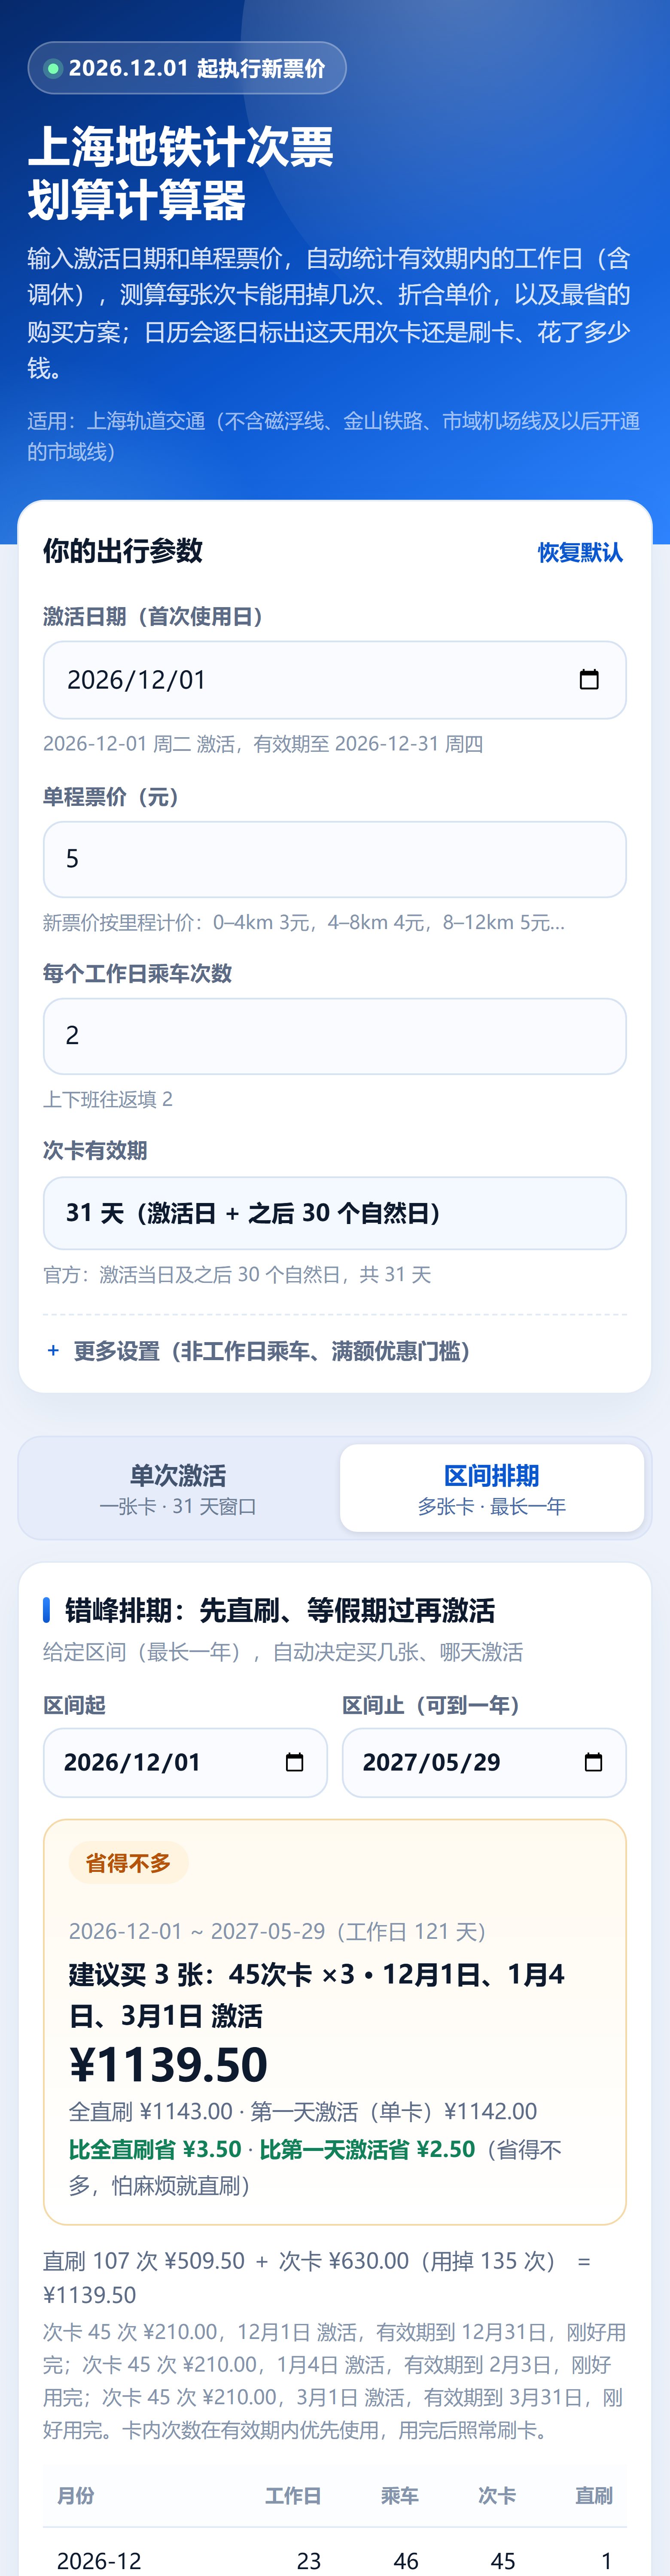 2026.12.01 起执行新票价
上海地铁计次票
划算计算器
输入激活日期和单程票价，自动统计有效期内的工作日（含
调休），测算每张次卡能用掉几次、折合单价，以及最省的
购买方案；日历会逐日标出这天用次卡还是刷卡、花了多少
钱。
适用：上海轨道交通（不含磁浮线、金山铁路、市域机场线及以后开通
的市域线）
你的出行参数 恢复默认
激活日期（首次使用日）
2026/12/01
2026-12-01 周二 激活，有效期至 2026-12-31 周四
单程票价（元）
5
新票价按里程计价：0–4km 3元，4–8km 4元，8–12km 5元…
每个工作日乘车次数
2
上下班往返填 2
次卡有效期
31 天（激活日 + 之后 30 个自然日）
官方：激活当日及之后 30 个自然日，共 31 天
+ 更多设置（非工作日乘车、满额优惠门槛）
单次激活 区间排期
一张卡 · 31 天窗口 多张卡 · 最长一年
错峰排期：先直刷、等假期过再激活
给定区间（最长一年），自动决定买几张、哪天激活
区间起 区间止（可到一年）
2026/12/01 2027/05/29
省得不多
2026-12-01 ~ 2027-05-29（工作日 121 天）
建议买 3 张：45次卡 ×3 · 12月1日、1月4
日、3月1日 激活
¥1139.50
全直刷 ¥1143.00 · 第一天激活（单卡）¥1142.00
比全直刷省 ¥3.50 · 比第一天激活省 ¥2.50（省得不
多，怕麻烦就直刷）
直刷 107 次 ¥509.50 + 次卡 ¥630.00（用掉 135 次） =
¥1139.50
次卡 45 次 ¥210.00，12月1日 激活，有效期到 12月31日，刚好用
完；次卡 45 次 ¥210.00，1月4日 激活，有效期到 2月3日，刚好
用完；次卡 45 次 ¥210.00，3月1日 激活，有效期到 3月31日，刚
好用完。卡内次数在有效期内优先使用，用完后照常刷卡。
月份 工作日 乘车 次卡 直刷
2026-12 23 46 45 1